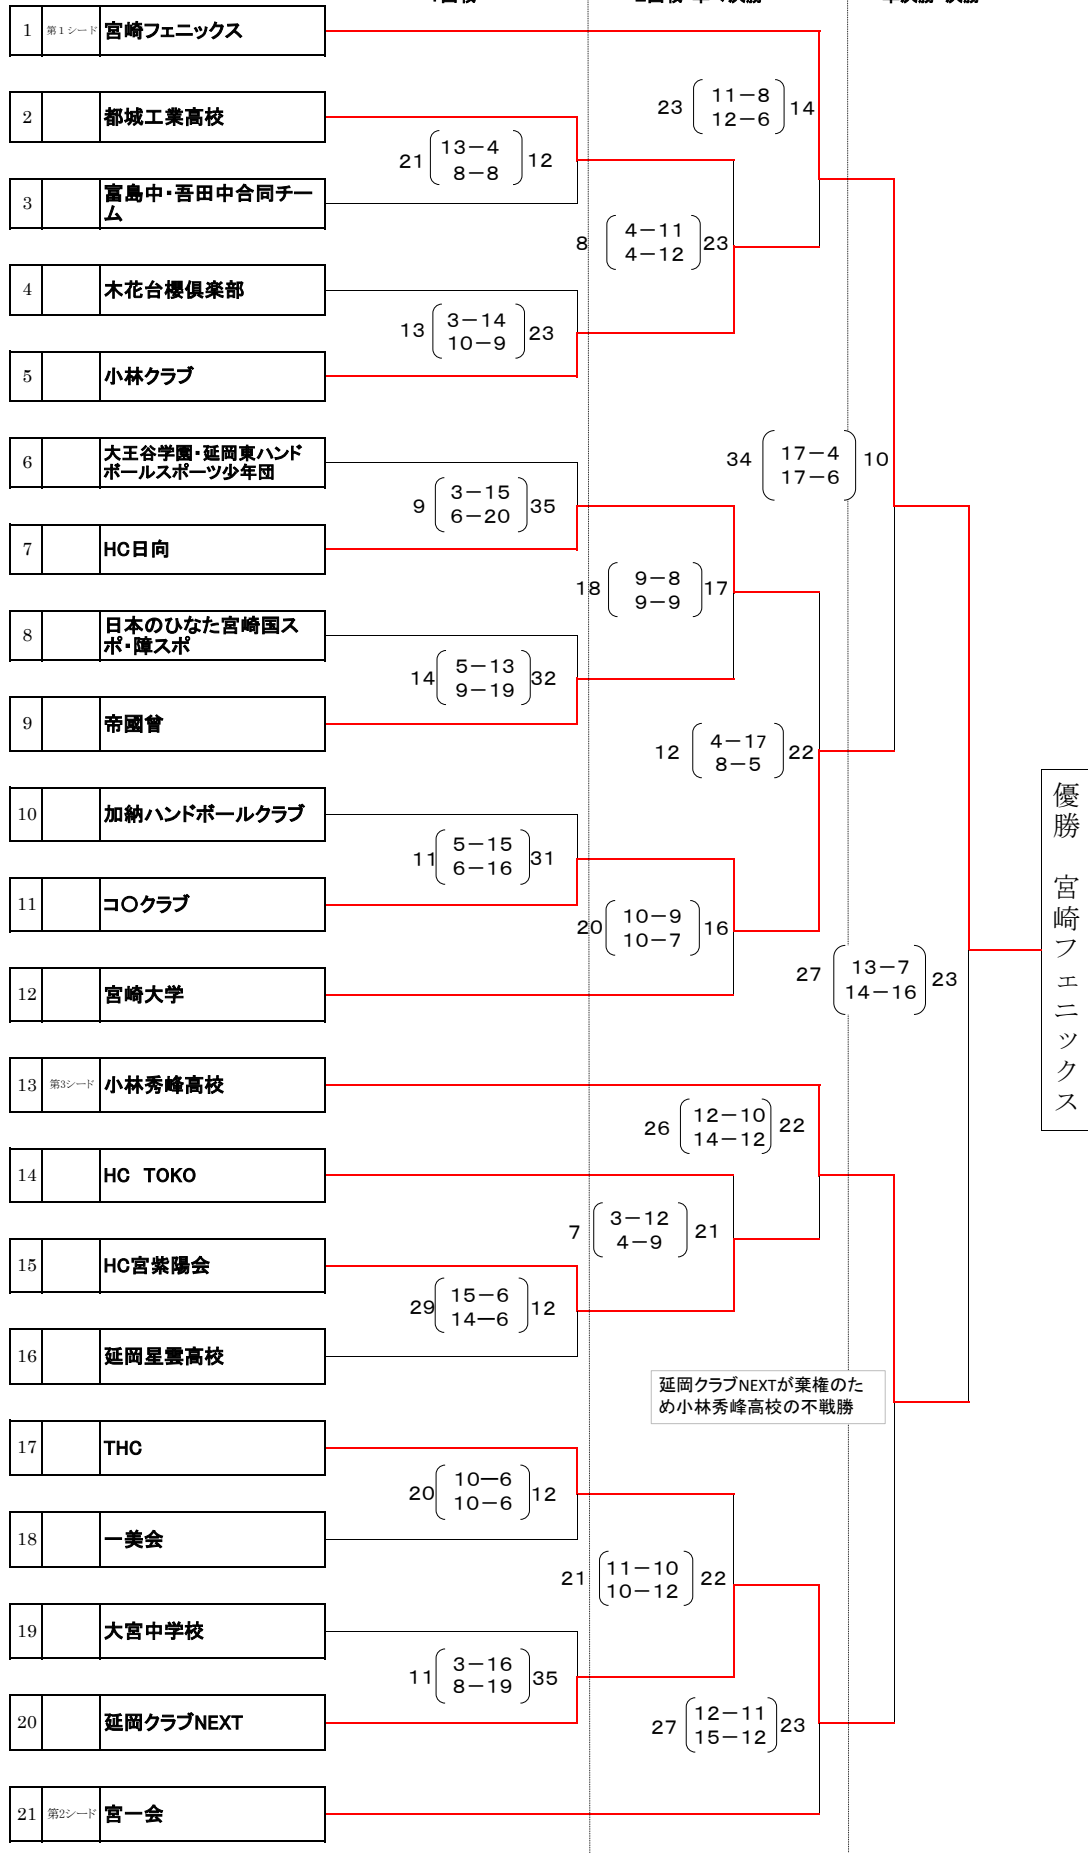 1 第1シード 宮崎フェニックス
23 11－8 14
12－6
2 都城工業高校
21 13－4 12
8－8
3 富島中・吾田中合同チー
ム
8 4－11 23
4－12
4 木花台櫻倶楽部
13 3－14 23
10－9
5 小林クラブ
6 大王谷学園・延岡東ハンド
ボールスポーツ少年団
34 17－4 10
17－6
9 3－15 35
6－20
7 HC日向
18 9－8 17
9－9
8 日本のひなた宮崎国ス
ポ・障スポ
14 5－13 32
9－19
9 帝國曾
12 4－17 22
8－5
10 加納ハンドボールクラブ
11 5－15 31
6－16
11 コ〇クラブ
20 10－9 16
10－7
12 宮崎大学
27 13－7 23
14－16
優勝 宮崎フェニックス
13 第3シード 小林秀峰高校
26 12－10 22
14－12
14 HC TOKO
7 3－12 21
4－9
15 HC宮紫陽会
29 15－6 12
14－6
16 延岡星雲高校
延岡クラブNEXTが棄権のた
め小林秀峰高校の不戦勝
17 THC
20 10－6 12
10－6
18 一美会
21 11－10 22
10－12
19 大宮中学校
11 3－16 35
8－19
20 延岡クラブNEXT
27 12－11 23
15－12
21 第2シード 宮一会